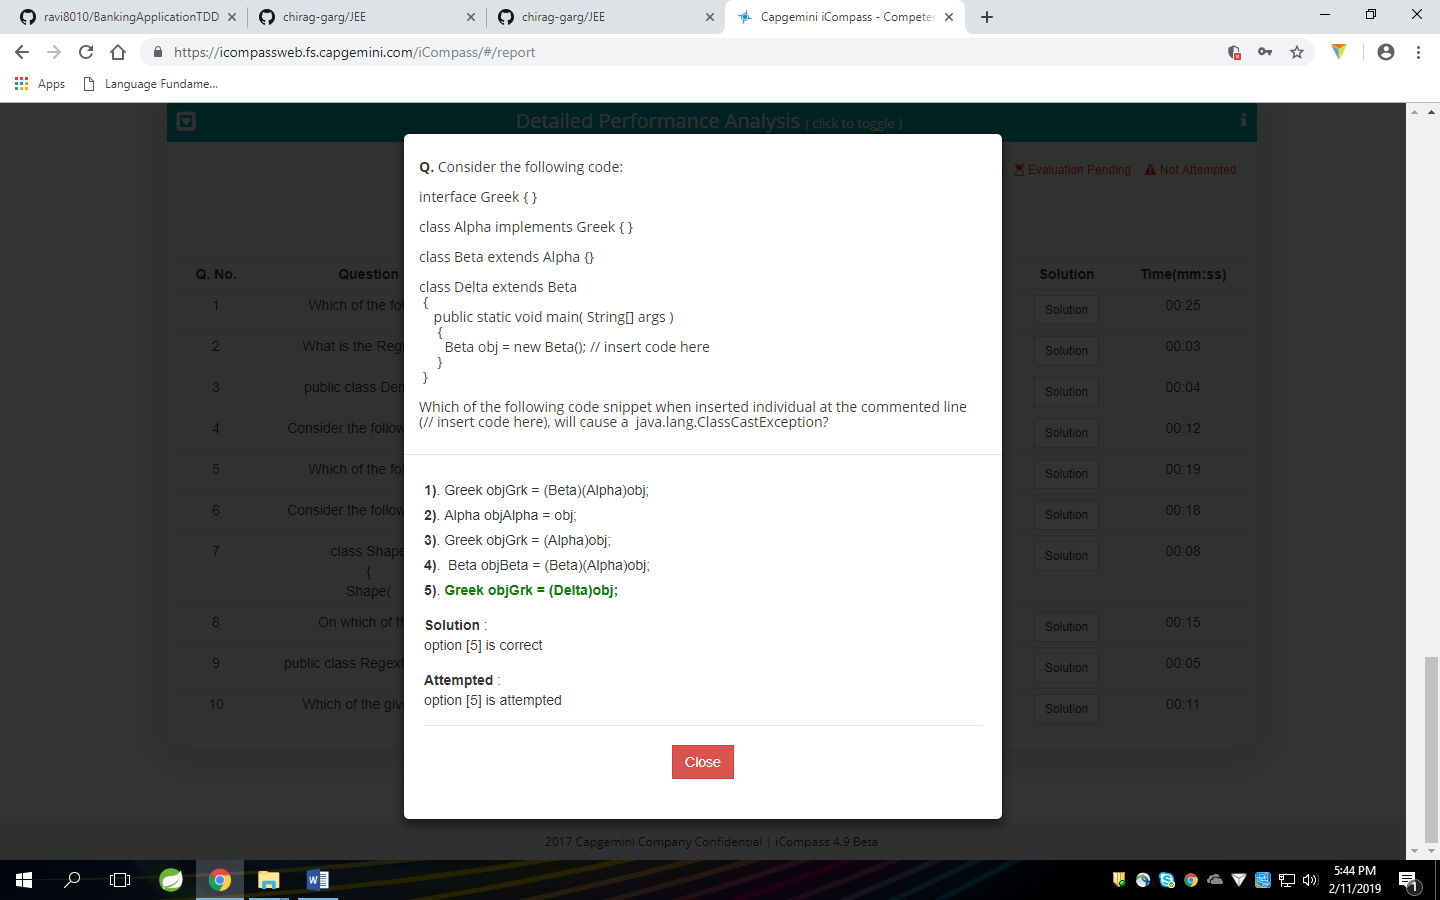 ravi8010/BankingApplicationTDD
chirag-garg/JEE
chirag-garg/JEE
Capgemini iCompass - Competen
https://icompassweb.fs.capgemini.com/iCompass/#/report
Apps
Language Fundame...
Detailed Performance Analysis ( click to toggle )
Evaluation Pending
Not Attempted
Q. No.
Question
Solution
Time(mm:ss)
1
Which of the fol
Solution
00:25
2
What is the Reg
Solution
00:03
3
public class Der
Solution
00:04
4
Consider the follow
Solution
00:12
5
Which of the fol
Solution
00:19
6
Consider the follow
Solution
00:18
7
class Shape
{
Shape(
Solution
00:08
8
On which of t
Solution
00:15
9
public class Regex
Solution
00:05
10
Which of the giv
Solution
00:11
Q. Consider the following code:
interface Greek { }
class Alpha implements Greek { }
class Beta extends Alpha {}
class Delta extends Beta
{
public static void main( String[] args )
{
Beta obj = new Beta(); // insert code here
}
}
Which of the following code snippet when inserted individual at the commented line
(// insert code here), will cause a  java.lang.ClassCastException?
1). Greek objGrk = (Beta)(Alpha)obj;
2). Alpha objAlpha = obj;
3). Greek objGrk = (Alpha)obj;
4).  Beta objBeta = (Beta)(Alpha)obj;
5). Greek objGrk = (Delta)obj;
Solution :
option [5] is correct
Attempted :
option [5] is attempted
Close
2017 Capgemini Company Confidential | iCompass 4.9 Beta
5:44 PM
2/11/2019
1